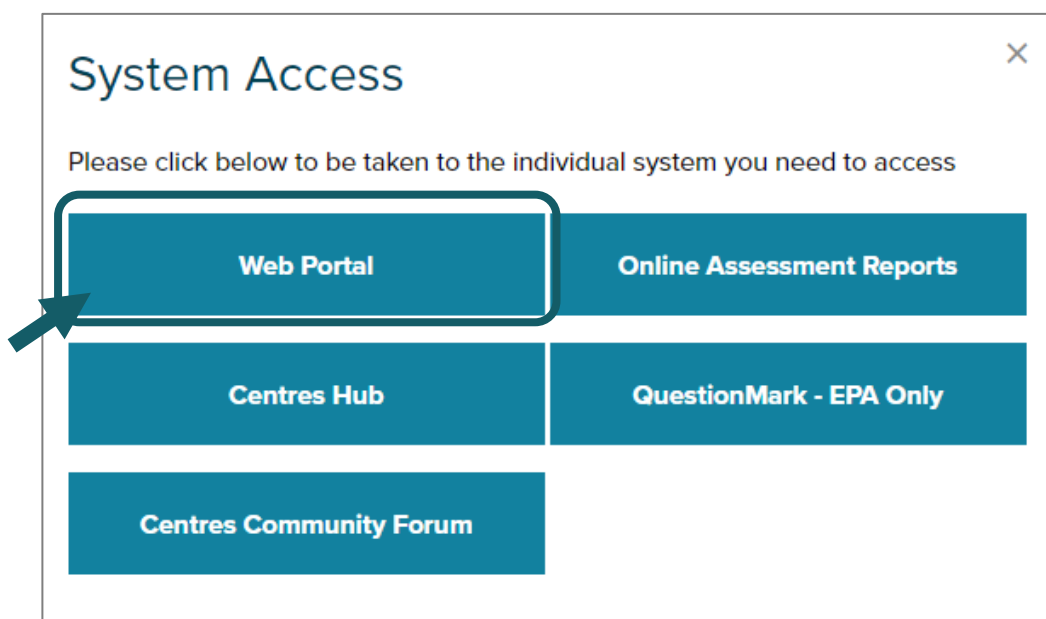 System Access
Please click below to be taken to the individual system you need to access
Web Portal
Online Assessment Reports
Centres Hub
QuestionMark - EPA Only
Centres Community Forum